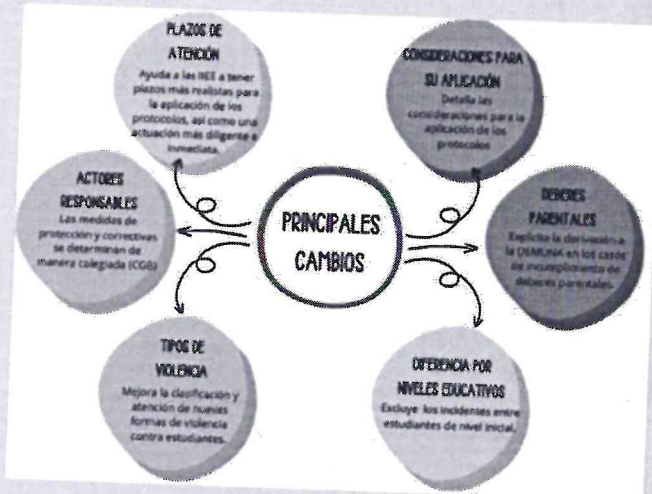 PLAZOS DE
ATENCIÓN
Ayuda a las IIEE a tener
plazos más realistas para
la aplicación de los
protocolos, así como una
actuación más diligente e
inmediata.
CONSIDERACIONES PARA
SU APLICACIÓN
Detalla las
consideraciones para la
aplicación de los
protocolos
ACTORES
RESPONSABLES
Las medidas de
protección y correctivas
se determinan de
manera colegiada (CGB)
PRINCIPALES
CAMBIOS
DEBERES
PARENTALES
Explicita la derivación a
la DEMUNA en los casos
de incumplimiento de
deberes parentales.
TIPOS DE
VIOLENCIA
Mejora la clasificación y
atención de nuevas
formas de violencia
contra estudiantes.
DIFERENCIA POR
NIVELES EDUCATIVOS
Excluye los incidentes entre
estudiantes de nivel inicial.